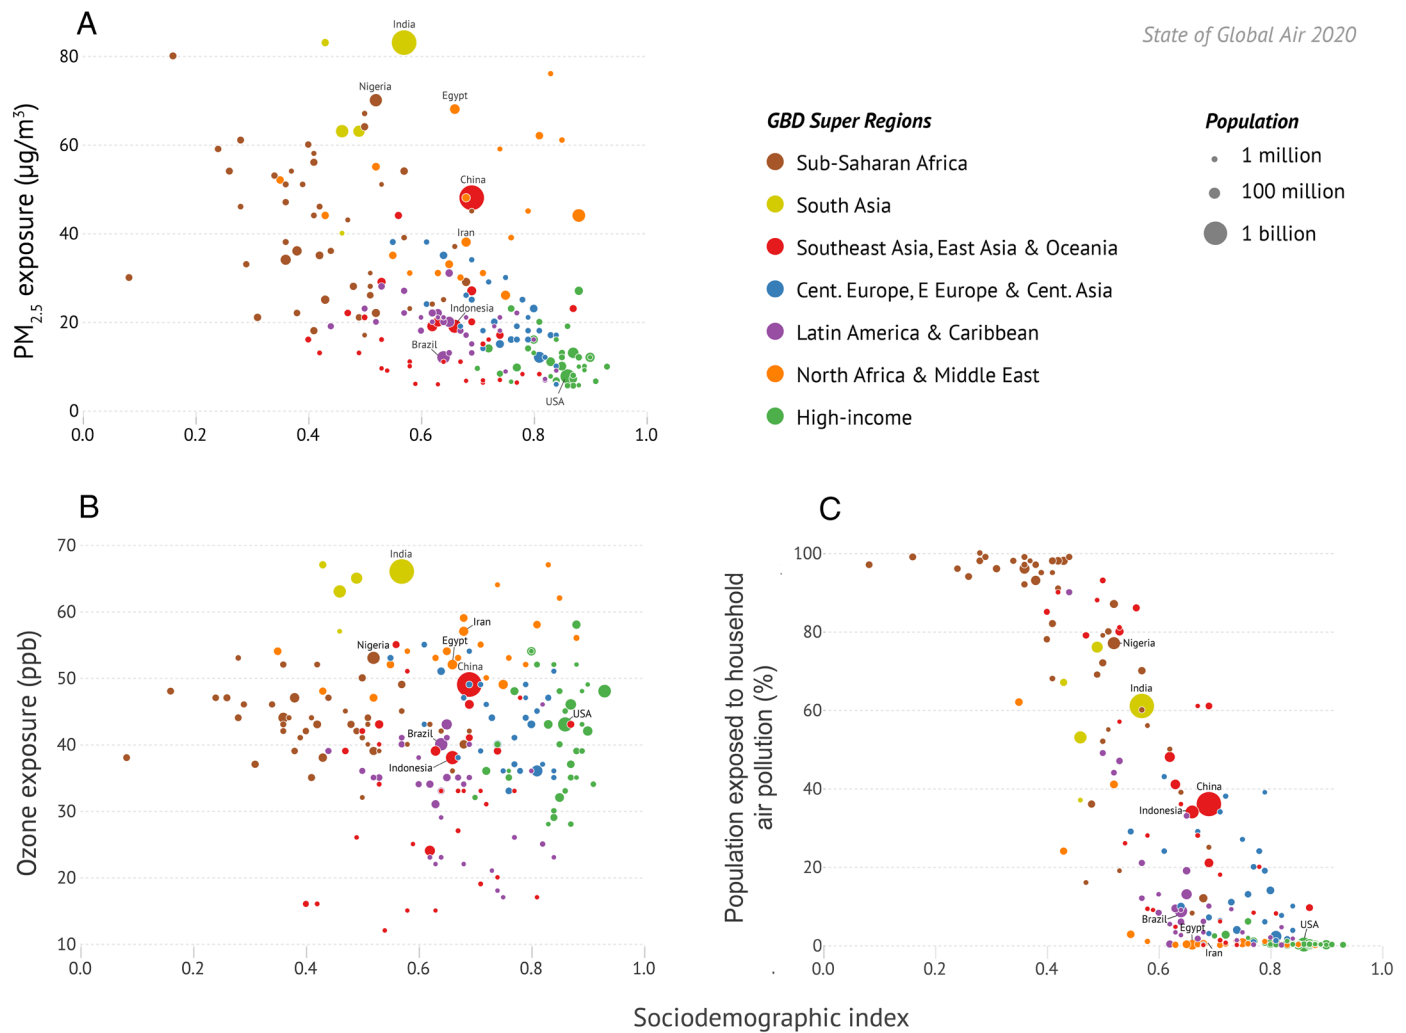 A
State of Global Air 2020
PM2.5 exposure (µg/m³)
80
60
40
20
0
0.0 0.2 0.4 0.6 0.8 1.0
India
Nigeria
Egypt
China
Iran
Indonesia
Brazil
USA
GBD Super Regions
Sub-Saharan Africa
South Asia
Southeast Asia, East Asia & Oceania
Cent. Europe, E Europe & Cent. Asia
Latin America & Caribbean
North Africa & Middle East
High-income
Population
1 million
100 million
1 billion
B
Ozone exposure (ppb)
70
60
50
40
30
20
10
0.0 0.2 0.4 0.6 0.8 1.0
India
Iran
Nigeria
Egypt
China
USA
Brazil
Indonesia
C
Population exposed to household
air pollution (%)
100
80
60
40
20
0
0.0 0.2 0.4 0.6 0.8 1.0
Nigeria
India
China
Indonesia
Brazil
Egypt
USA
Iran
Sociodemographic index